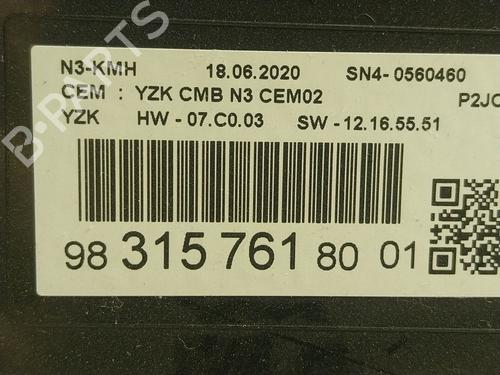 N3-KMH 18.06.2020 SN4- 0560460
CEM : YZK CMB N3 CEM02 P2JC
YZK HW - 07.C0.03 SW - 12.16.55.51
98 315 761 80 01
B-PARTS